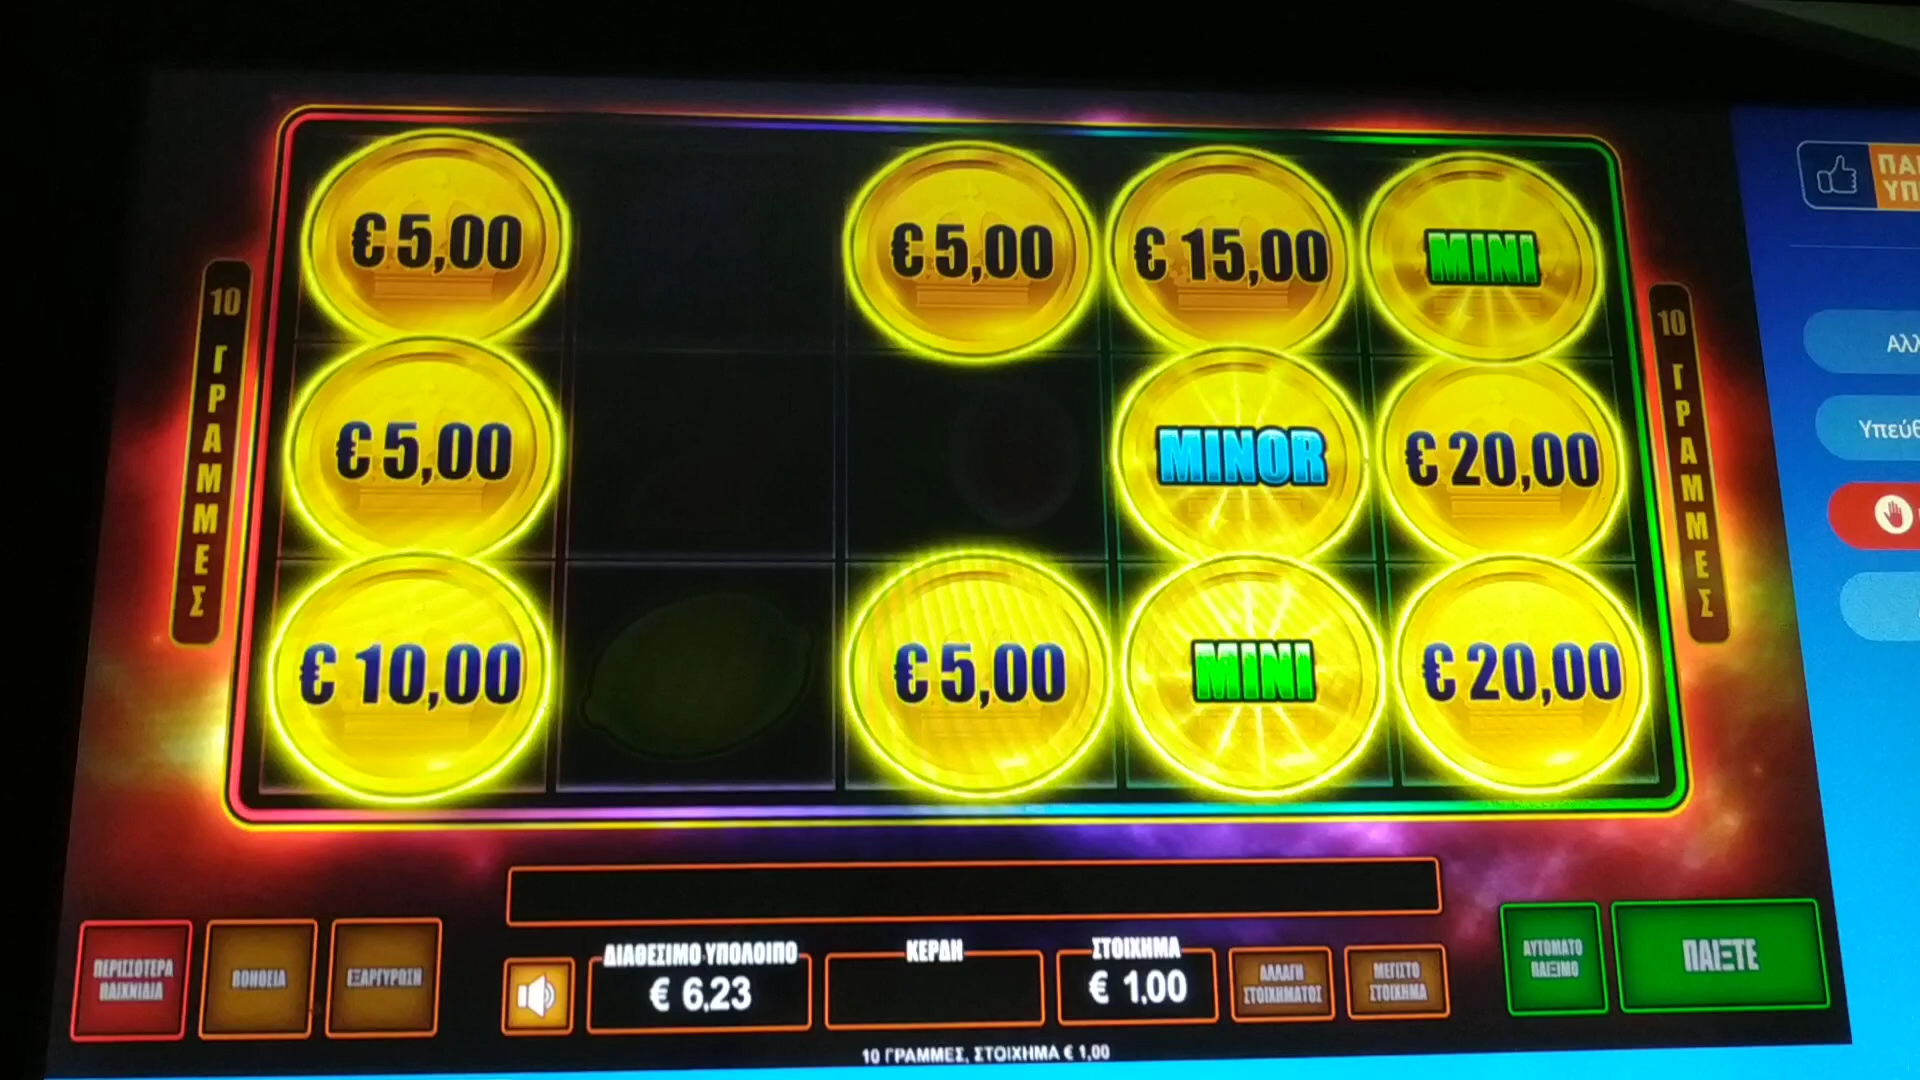 € 5,00
€ 5,00
€ 15,00
MINI
€ 5,00
MINOR
€ 20,00
€ 10,00
€ 5,00
MINI
€ 20,00
10 ΓΡΑΜΜΕΣ
10 ΓΡΑΜΜΕΣ
ΠΕΡΙΣΣΟΤΕΡΑ
ΠΑΙΧΝΙΔΙΑ
ΒΟΗΘΕΙΑ
ΕΞΑΡΓΥΡΩΣΗ
ΔΙΑΘΕΣΙΜΟ ΥΠΟΛΟΙΠΟ
€ 6,23
ΚΕΡΔΗ
ΣΤΟΙΧΗΜΑ
€ 1,00
ΑΛΛΑΓΗ
ΣΤΟΙΧΗΜΑΤΟΣ
ΜΕΓΙΣΤΟ
ΣΤΟΙΧΗΜΑ
ΑΥΤΟΜΑΤΟ
ΠΑΙΞΙΜΟ
ΠΑΙΞΤΕ
10 ΓΡΑΜΜΕΣ, ΣΤΟΙΧΗΜΑ € 1,00